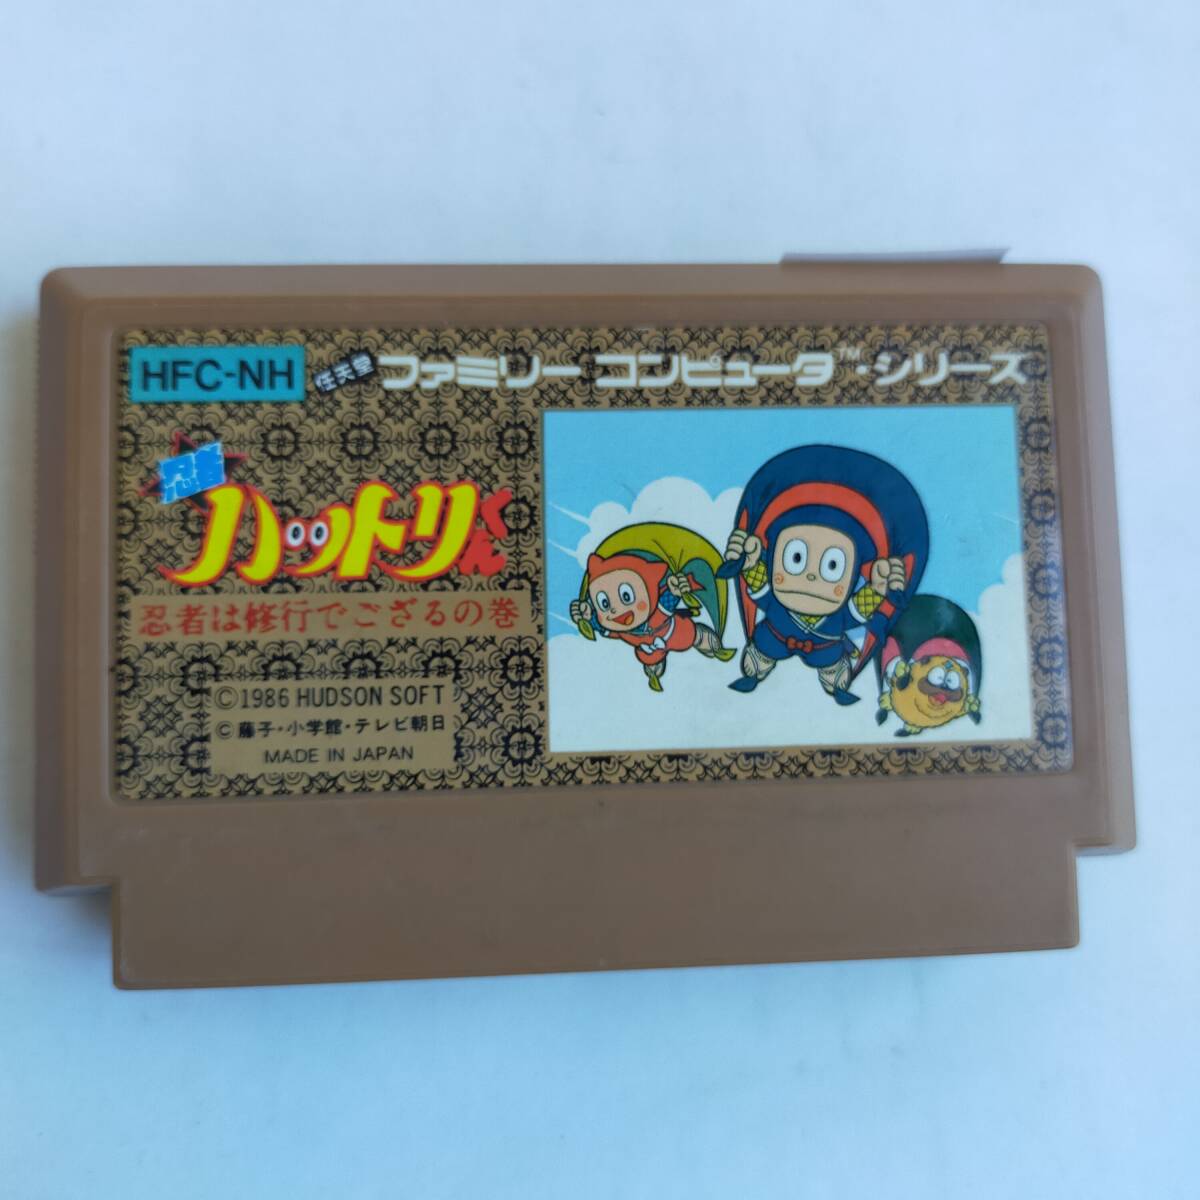 HFC-NH
任天堂 ファミリー コンピュータ™・シリーズ
忍者
ハットリくん
忍者は修行でござるの巻
©1986 HUDSON SOFT
©藤子・小学館・テレビ朝日
MADE IN JAPAN